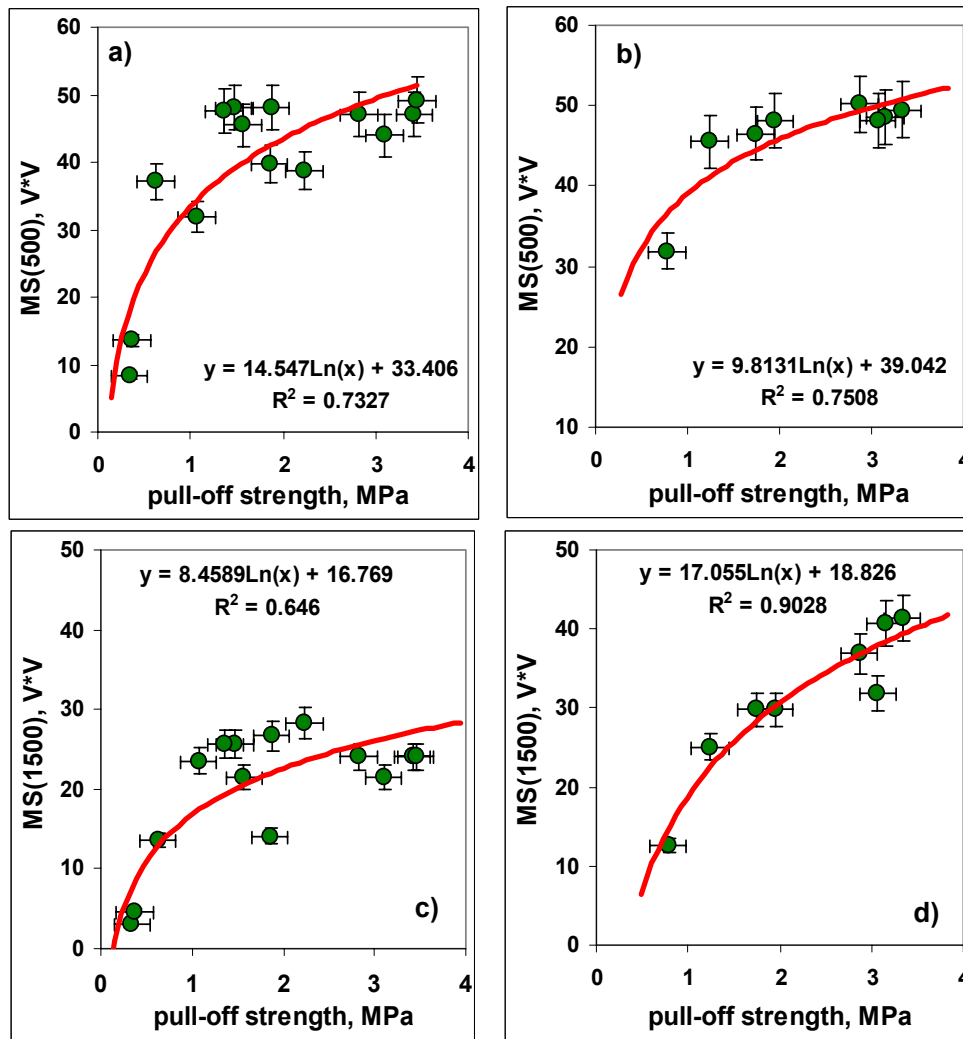 a)
MS(500), V*V
60
50
40
30
20
10
0
y = 14.547Ln(x) + 33.406
R² = 0.7327
0 1 2 3 4
pull-off strength, MPa
b)
MS(500), V*V
60
50
40
30
20
10
y = 9.8131Ln(x) + 39.042
R² = 0.7508
0 1 2 3 4
pull-off strength, MPa
c)
MS(1500), V*V
50
40
30
20
10
0
y = 8.4589Ln(x) + 16.769
R² = 0.646
0 1 2 3 4
pull-off strength, MPa
d)
MS(1500), V*V
50
40
30
20
10
0
y = 17.055Ln(x) + 18.826
R² = 0.9028
0 1 2 3 4
pull-off strength, MPa